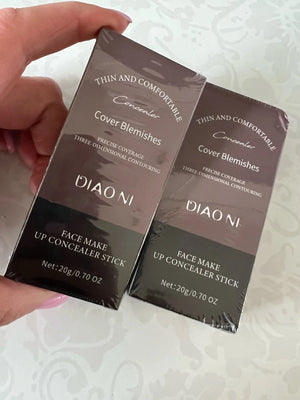 THIN AND COMFORTABLE
Concealer
Cover Blemishes
PRECISE COVERAGE
THREE-DIMENSIONAL CONTOURING
DIAO NI
FACE MAKE
UP CONCEALER STICK
Net:20g/0.70 OZ
THIN AND COMFORTABLE
Concealer
Cover Blemishes
PRECISE COVERAGE
THREE-DIMENSIONAL CONTOURING
DIAO NI
FACE MAKE
UP CONCEALER STICK
Net:20g/0.70 OZ